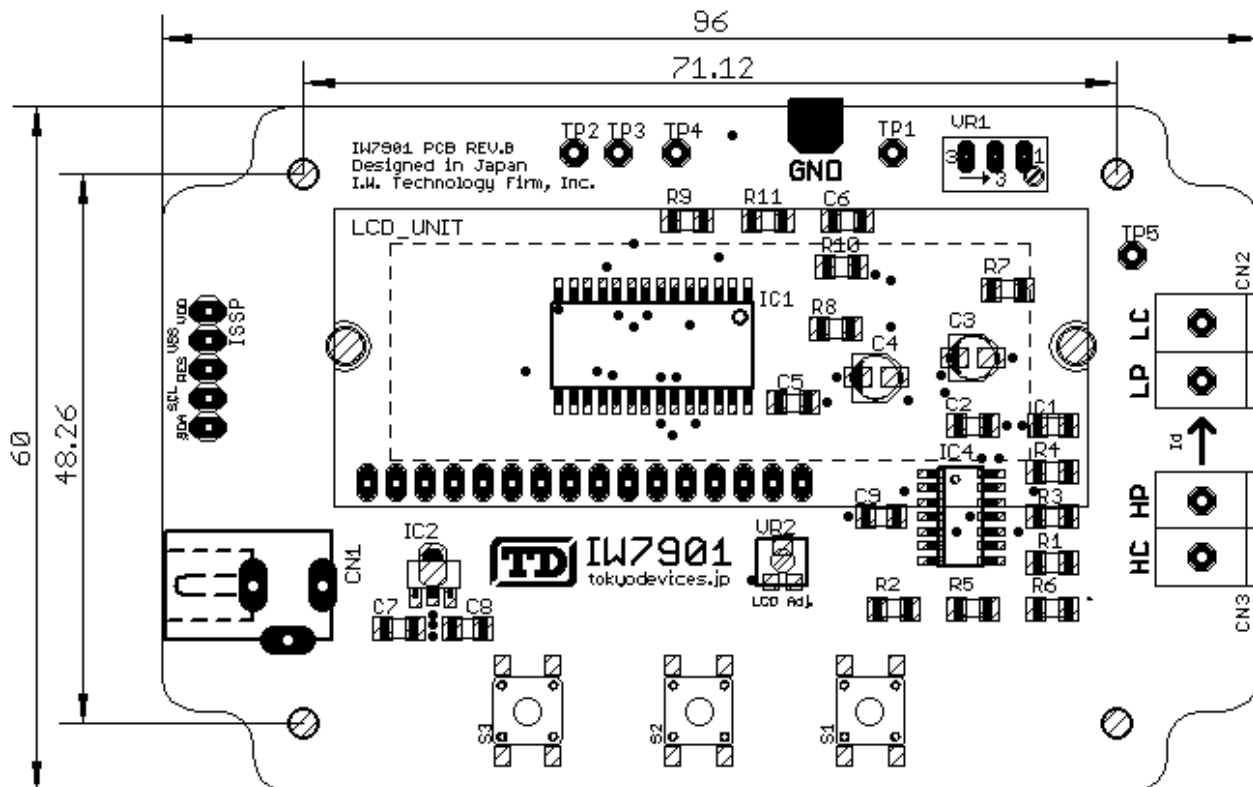 96
71.12
60
48.26
IW7901 PCB REV.B
Designed in Japan
I.W. Technology Firm, Inc.
TP2
TP3
TP4
GND
TP1
VR1
3
1
3
R9
R11
C6
LCD_UNIT
R10
TP5
CN2
R7
IC1
R8
C3
C4
LC
LP
VDD
VSS
RES
SCL
SDA
ISSP
C5
C2
C1
Id
IC4
R4
C9
R3
HP
HC
R1
CN1
IC2
TD
IW7901
tokyodevices.jp
VR2
LCD Adj.
R2
R5
R6
CN3
C7
C8
S3
S2
S1